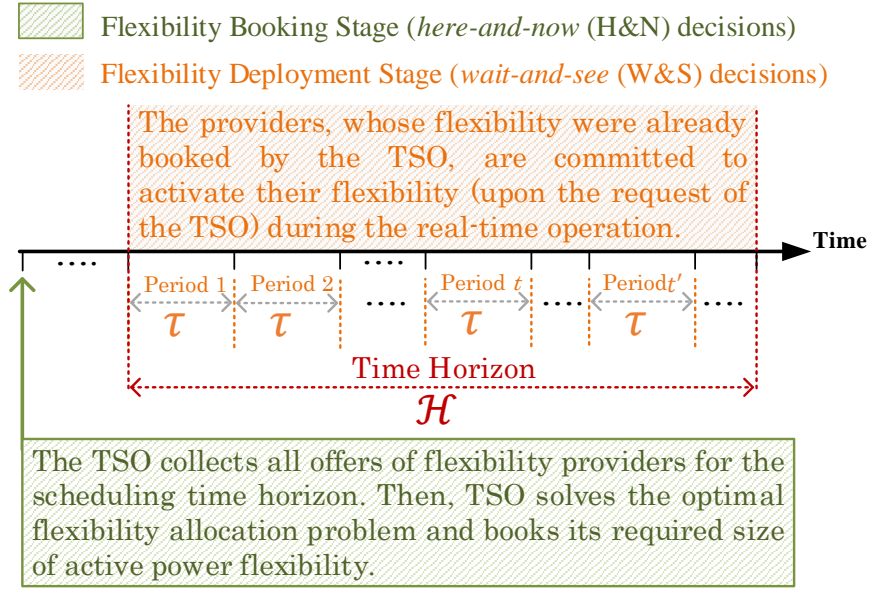 Flexibility Booking Stage (here-and-now (H&N) decisions)
Flexibility Deployment Stage (wait-and-see (W&S) decisions)
The providers, whose flexibility were already
booked by the TSO, are committed to
activate their flexibility (upon the request of
the TSO) during the real-time operation.
Time
....
....
Period 1
Period 2
....
Period t
....
Period t′
....
τ
τ
τ
τ
Time Horizon
ℋ
The TSO collects all offers of flexibility providers for the
scheduling time horizon. Then, TSO solves the optimal
flexibility allocation problem and books its required size
of active power flexibility.